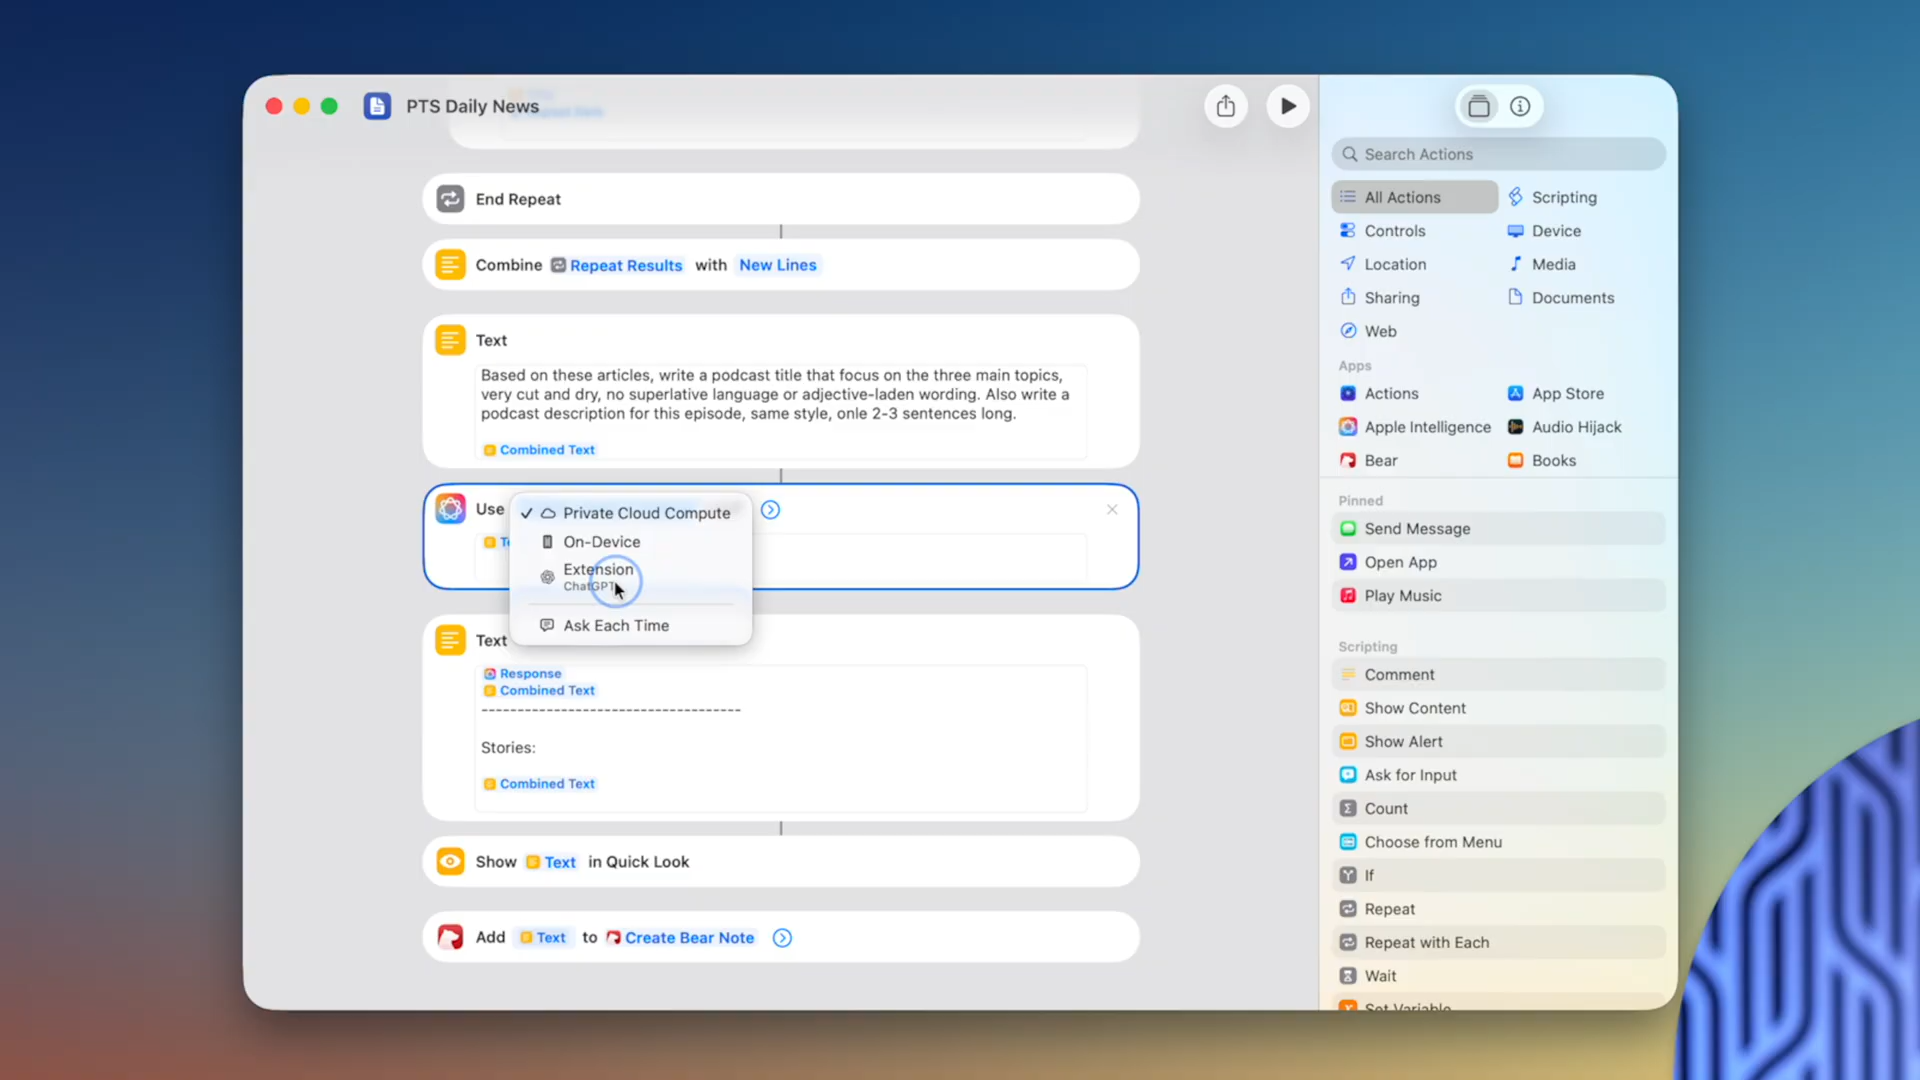 PTS Daily News
End Repeat
Combine Repeat Results with New Lines
Text
Based on these articles, write a podcast title that focus on the three main topics,
very cut and dry, no superlative language or adjective-laden wording. Also write a
podcast description for this episode, same style, onle 2-3 sentences long.
Combined Text
Use
Private Cloud Compute
On-Device
Extension
ChatGPT
Ask Each Time
Text
Response
Combined Text
------------------------------------
Stories:
Combined Text
Show Text in Quick Look
Add Text to Create Bear Note
Search Actions
All Actions
Scripting
Controls
Device
Location
Media
Sharing
Documents
Web
Apps
Actions
App Store
Apple Intelligence
Audio Hijack
Bear
Books
Pinned
Send Message
Open App
Play Music
Scripting
Comment
Show Content
Show Alert
Ask for Input
Count
Choose from Menu
If
Repeat
Repeat with Each
Wait
Set Variable